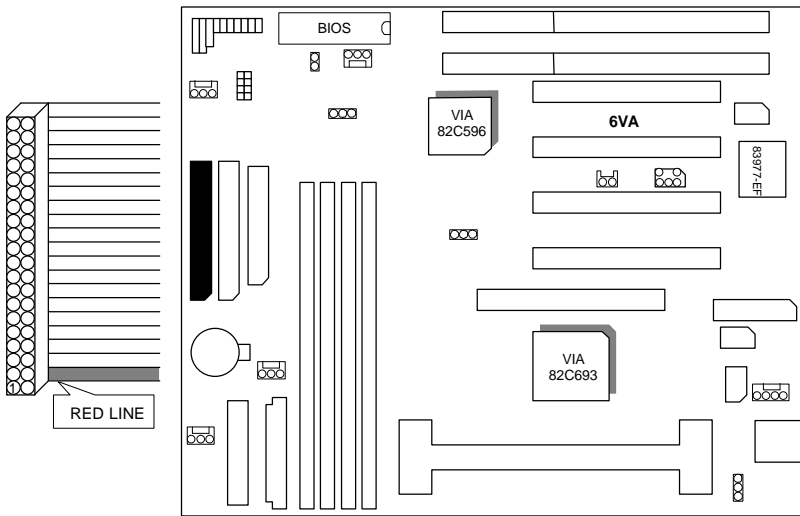 BIOS
VIA
82C596
6VA
83977-EF
VIA
82C693
1
RED LINE